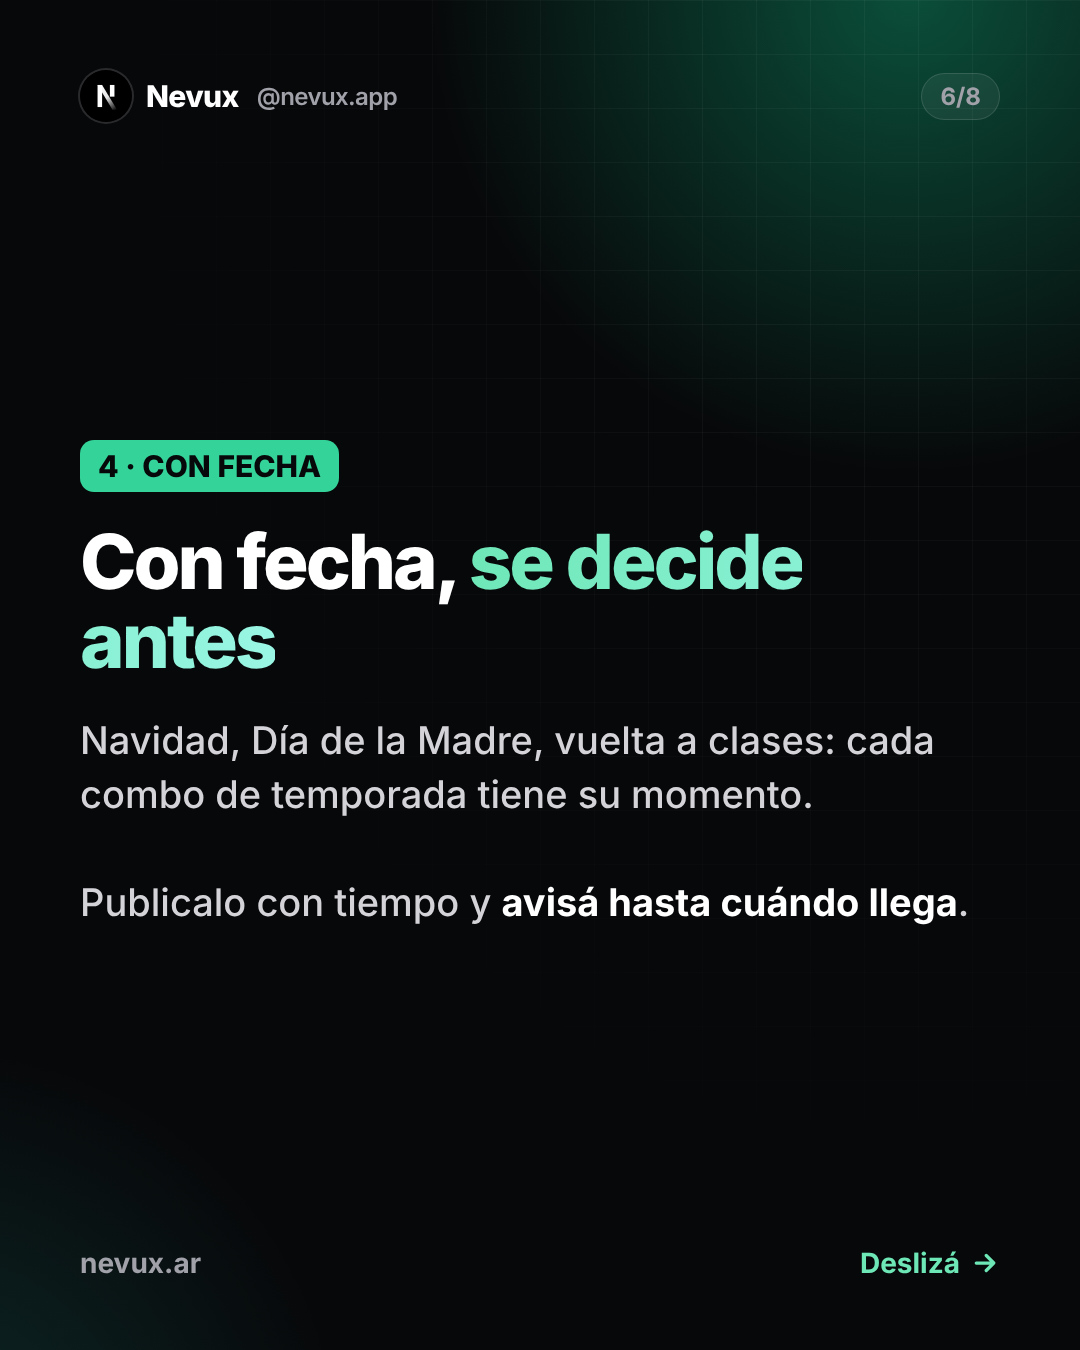 N Nevux @nevux.app 6/8
4 · CON FECHA
Con fecha, se decide
antes
Navidad, Día de la Madre, vuelta a clases: cada
combo de temporada tiene su momento.
Publicalo con tiempo y avisá hasta cuándo llega.
nevux.ar Deslizá →